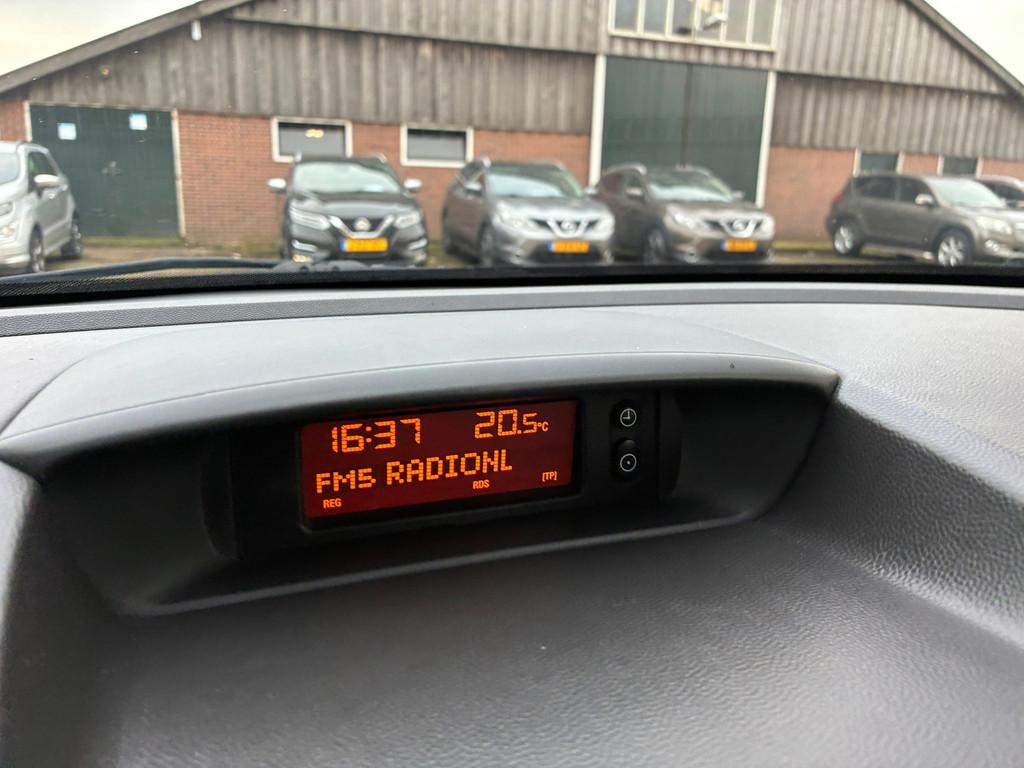 16:37 20.5°C
FM5 RADIONL
REG RDS [TP]